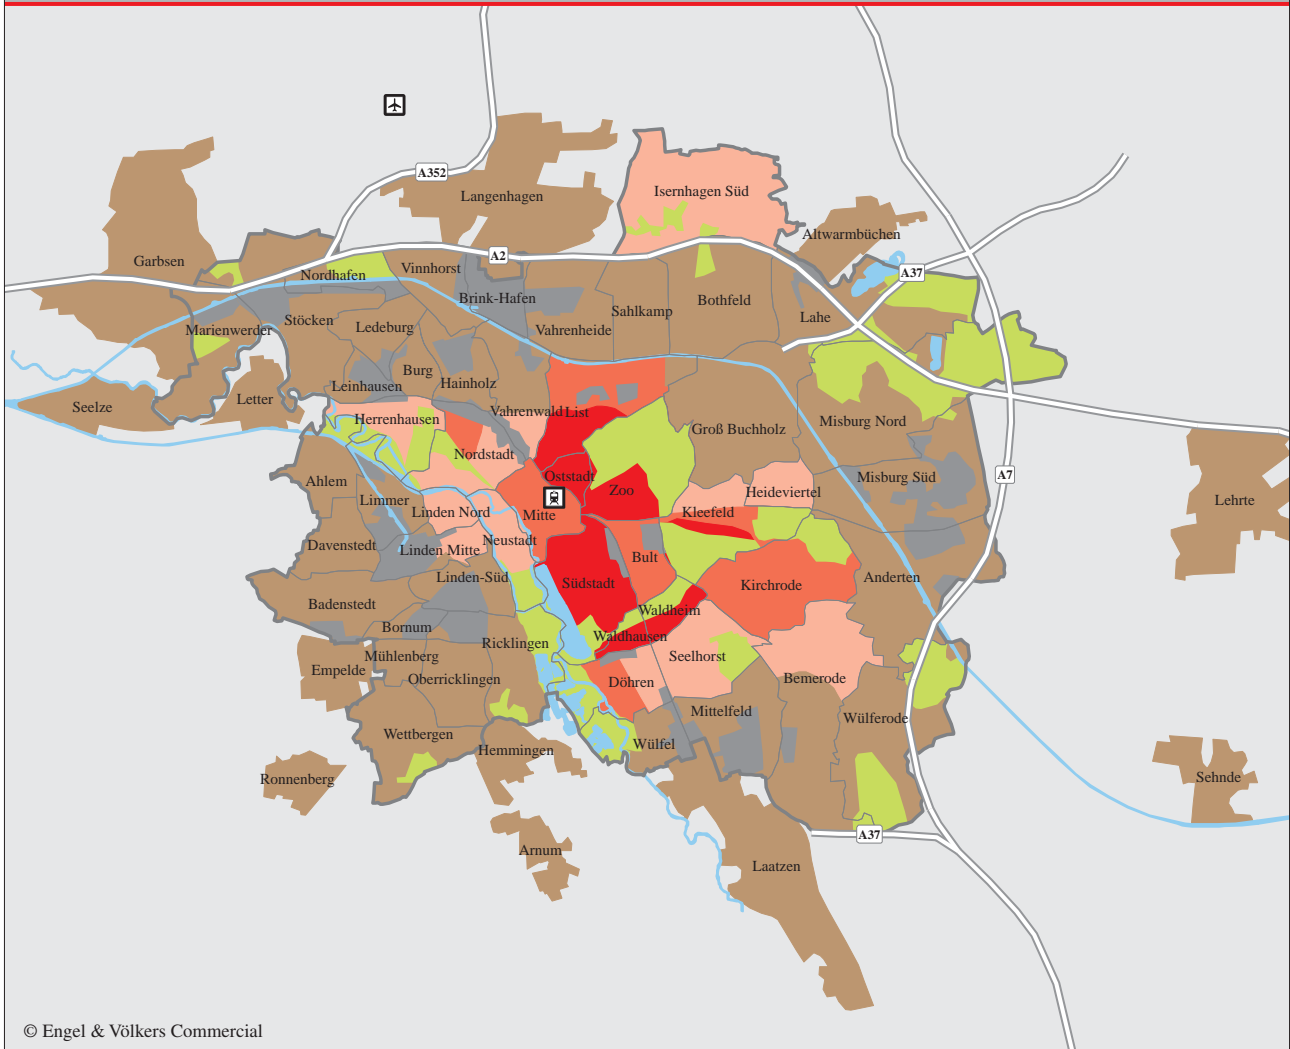 A352
Isernhagen Süd
Langenhagen
Altwarmbüchen
A2
Garbsen
Vinnhorst
A37
Nordhafen
Brink-Hafen
Bothfeld
Sahlkamp
Lahe
Stöcken
Marienwerder
Ledeburg
Vahrenheide
Burg
Hainholz
Leinhausen
Letter
Seelze
Vahrenwald
List
Herrenhausen
Misburg Nord
Groß Buchholz
Nordstadt
A7
Oststadt
Misburg Süd
Ahlem
Zoo
Heideviertel
Limmer
Lehrte
Linden Nord
Mitte
Kleefeld
Neustadt
Davenstedt
Linden Mitte
Bult
Linden-Süd
Anderten
Südstadt
Kirchrode
Badenstedt
Waldheim
Bornum
Waldhausen
Ricklingen
Mühlenberg
Seelhorst
Empelde
Oberricklingen
Bemerode
Döhren
Mittelfeld
Wülferode
Wettbergen
Wülfel
Hemmingen
Ronnenberg
Sehnde
A37
Arnum
Laatzen
© Engel & Völkers Commercial